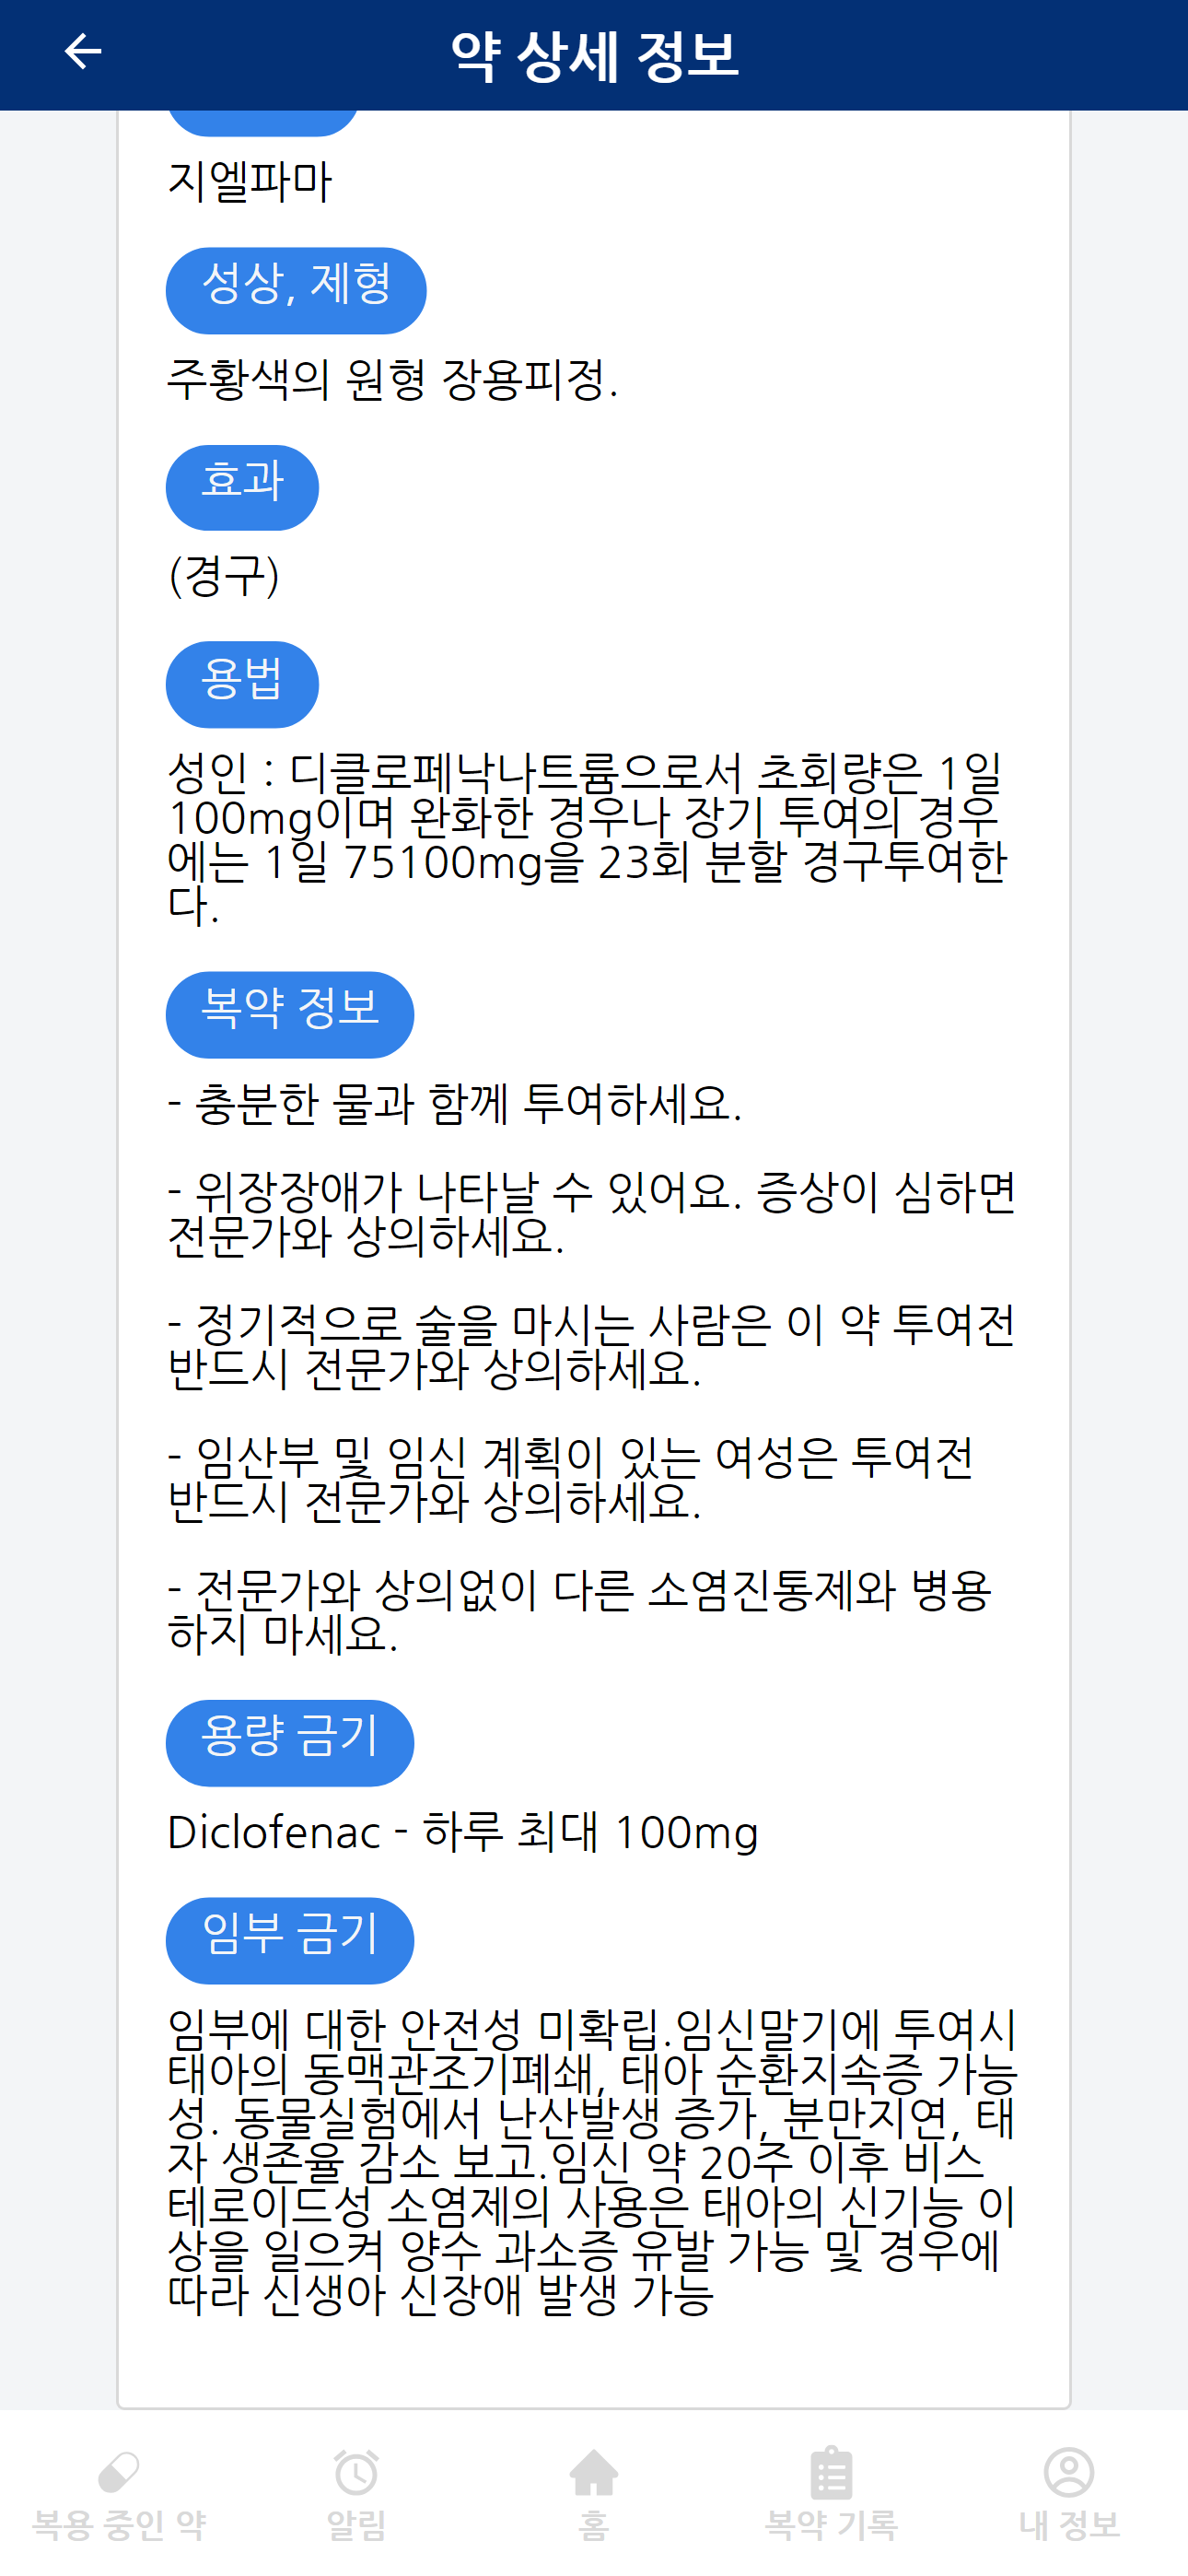 약 상세 정보
지엘파마
성상, 제형
주황색의 원형 장용피정.
효과
(경구)
용법
성인 : 디클로페낙나트륨으로서 초회량은 1일
100mg이며 완화한 경우나 장기 투여의 경우
에는 1일 75100mg을 23회 분할 경구투여한
다.
복약 정보
- 충분한 물과 함께 투여하세요.
- 위장장애가 나타날 수 있어요. 증상이 심하면
전문가와 상의하세요.
- 정기적으로 술을 마시는 사람은 이 약 투여전
반드시 전문가와 상의하세요.
- 임산부 및 임신 계획이 있는 여성은 투여전
반드시 전문가와 상의하세요.
- 전문가와 상의없이 다른 소염진통제와 병용
하지 마세요.
용량 금기
Diclofenac - 하루 최대 100mg
임부 금기
임부에 대한 안전성 미확립.임신말기에 투여시
태아의 동맥관조기폐쇄, 태아 순환지속증 가능
성. 동물실험에서 난산발생 증가, 분만지연, 태
자 생존율 감소 보고.임신 약 20주 이후 비스
테로이드성 소염제의 사용은 태아의 신기능 이
상을 일으켜 양수 과소증 유발 가능 및 경우에
따라 신생아 신장애 발생 가능
복용 중인 약
알림
홈
복약 기록
내 정보